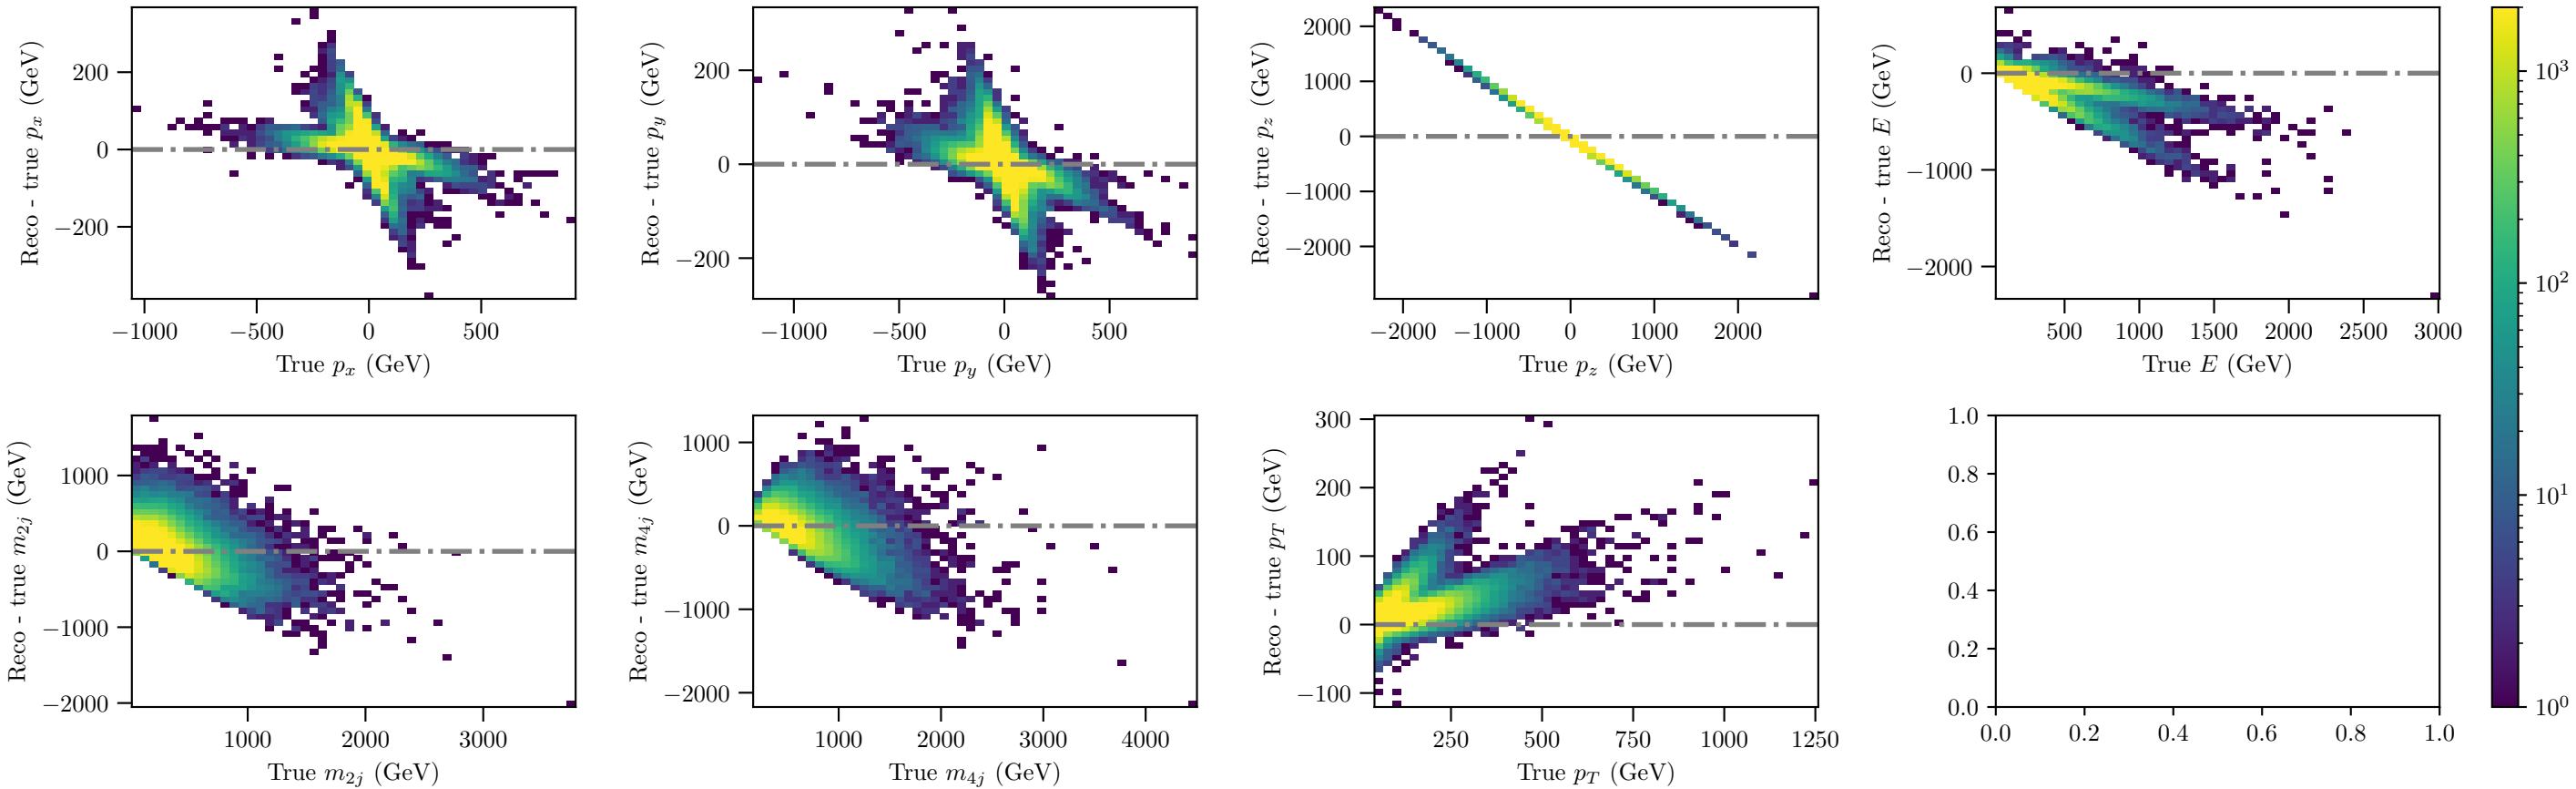 200
0
−200
Reco - true p_x (GeV)
−1000 −500 0 500
True p_x (GeV)
200
0
−200
Reco - true p_y (GeV)
−1000 −500 0 500
True p_y (GeV)
2000
1000
0
−1000
−2000
Reco - true p_z (GeV)
−2000 −1000 0 1000 2000
True p_z (GeV)
0
−1000
−2000
Reco - true E (GeV)
500 1000 1500 2000 2500 3000
True E (GeV)
1000
0
−1000
−2000
Reco - true m_{2j} (GeV)
1000 2000 3000
True m_{2j} (GeV)
1000
0
−1000
−2000
Reco - true m_{4j} (GeV)
1000 2000 3000 4000
True m_{4j} (GeV)
300
200
100
0
−100
Reco - true p_T (GeV)
250 500 750 1000 1250
True p_T (GeV)
1.0
0.8
0.6
0.4
0.2
0.0
0.0 0.2 0.4 0.6 0.8 1.0
10^3
10^2
10^1
10^0